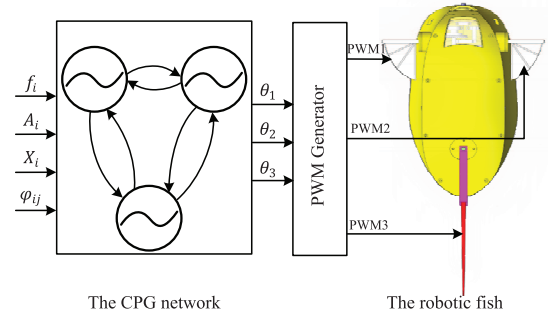 f_i
A_i
X_i
φ_ij
θ_1
θ_2
θ_3
PWM Generator
PWM1
PWM2
PWM3
The CPG network
The robotic fish